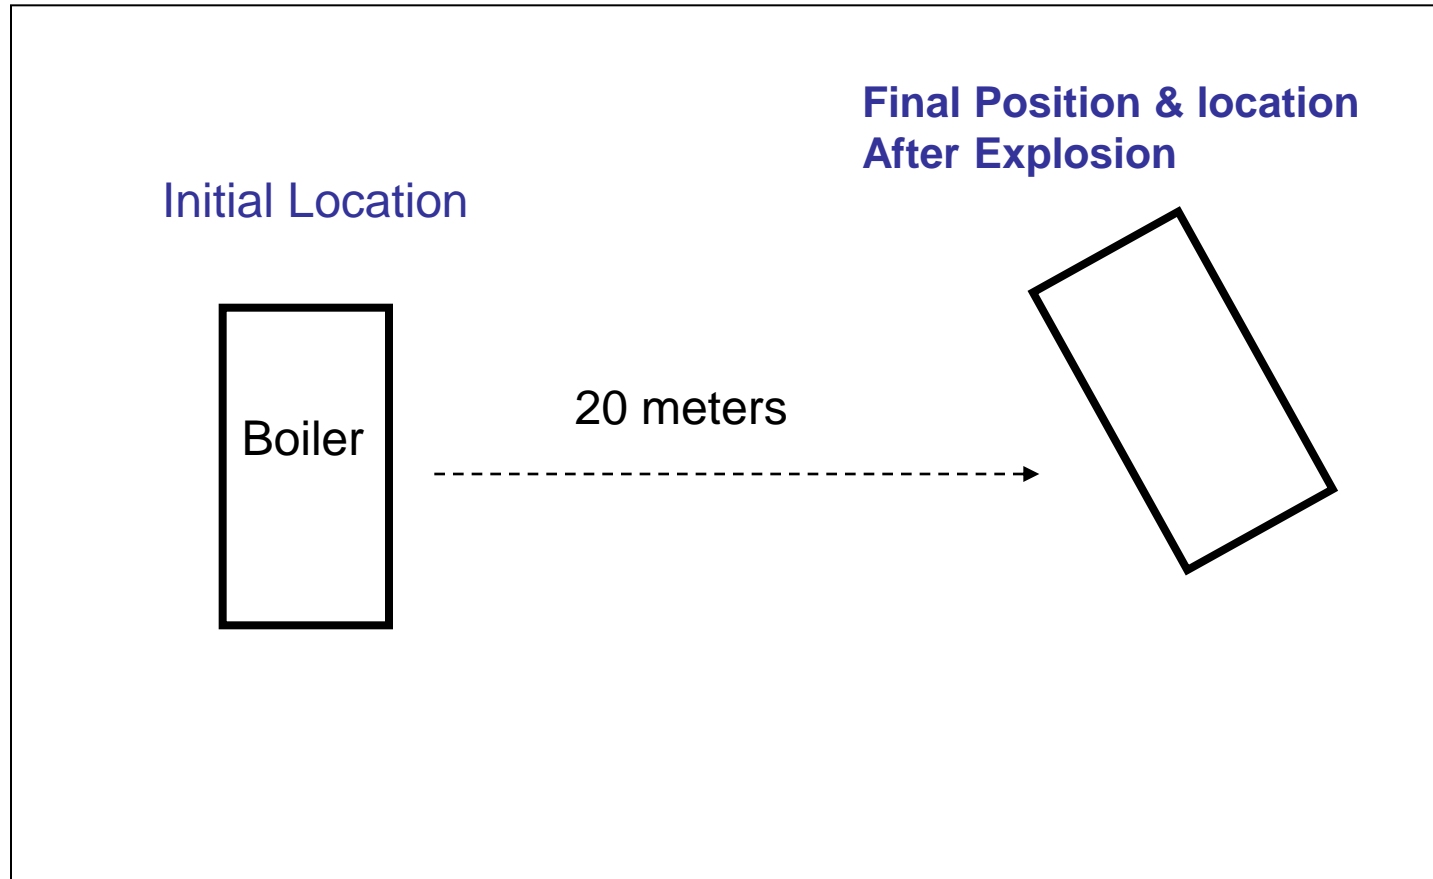 Final Position & location
After Explosion
Initial Location
20 meters
Boiler